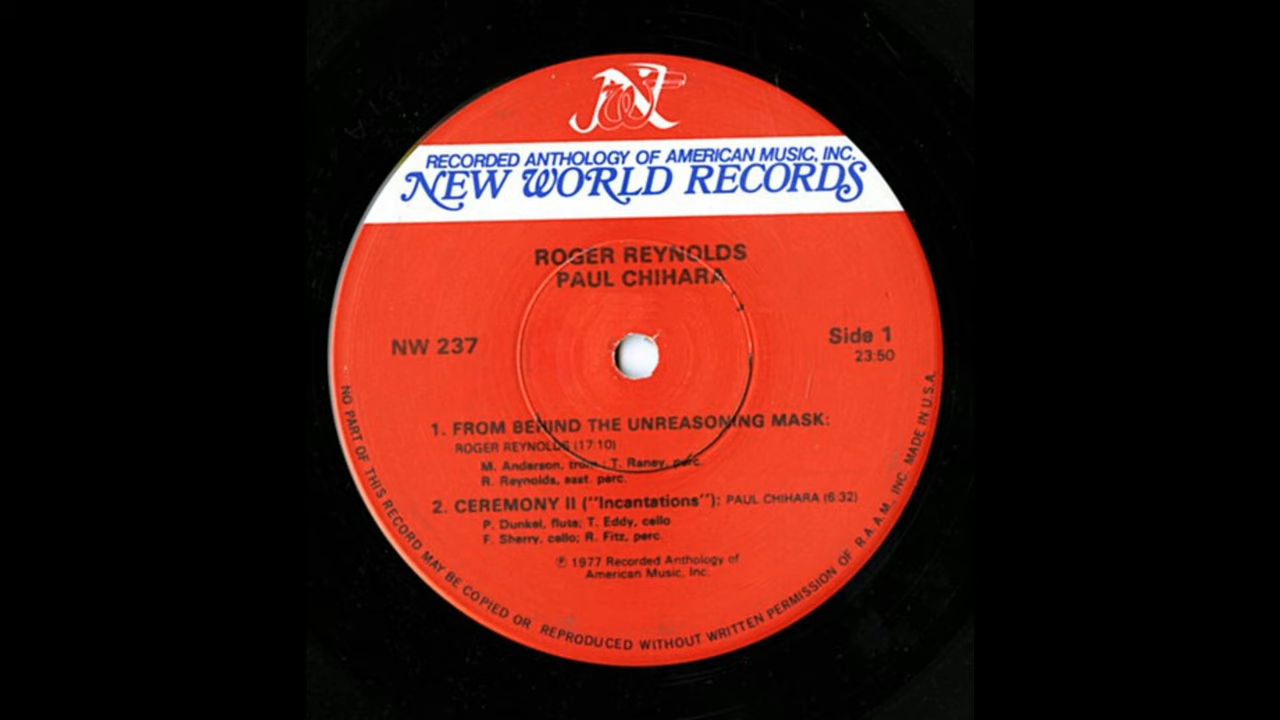 RECORDED ANTHOLOGY OF AMERICAN MUSIC, INC.
NEW WORLD RECORDS
ROGER REYNOLDS
PAUL CHIHARA
NW 237
Side 1
23:50
1. FROM BEHIND THE UNREASONING MASK:
ROGER REYNOLDS (17:10)
M. Anderson, trom.; T. Raney, perc.
R. Reynolds, asst. perc.
2. CEREMONY II ("Incantations"): PAUL CHIHARA (6:32)
P. Dunkel, flute; T. Eddy, cello
F. Sherry, cello; R. Fitz, perc.
℗ 1977 Recorded Anthology of
American Music, Inc.
NO PART OF THIS RECORD MAY BE COPIED OR REPRODUCED WITHOUT WRITTEN PERMISSION OF R.A.A.M., INC. MADE IN U.S.A.